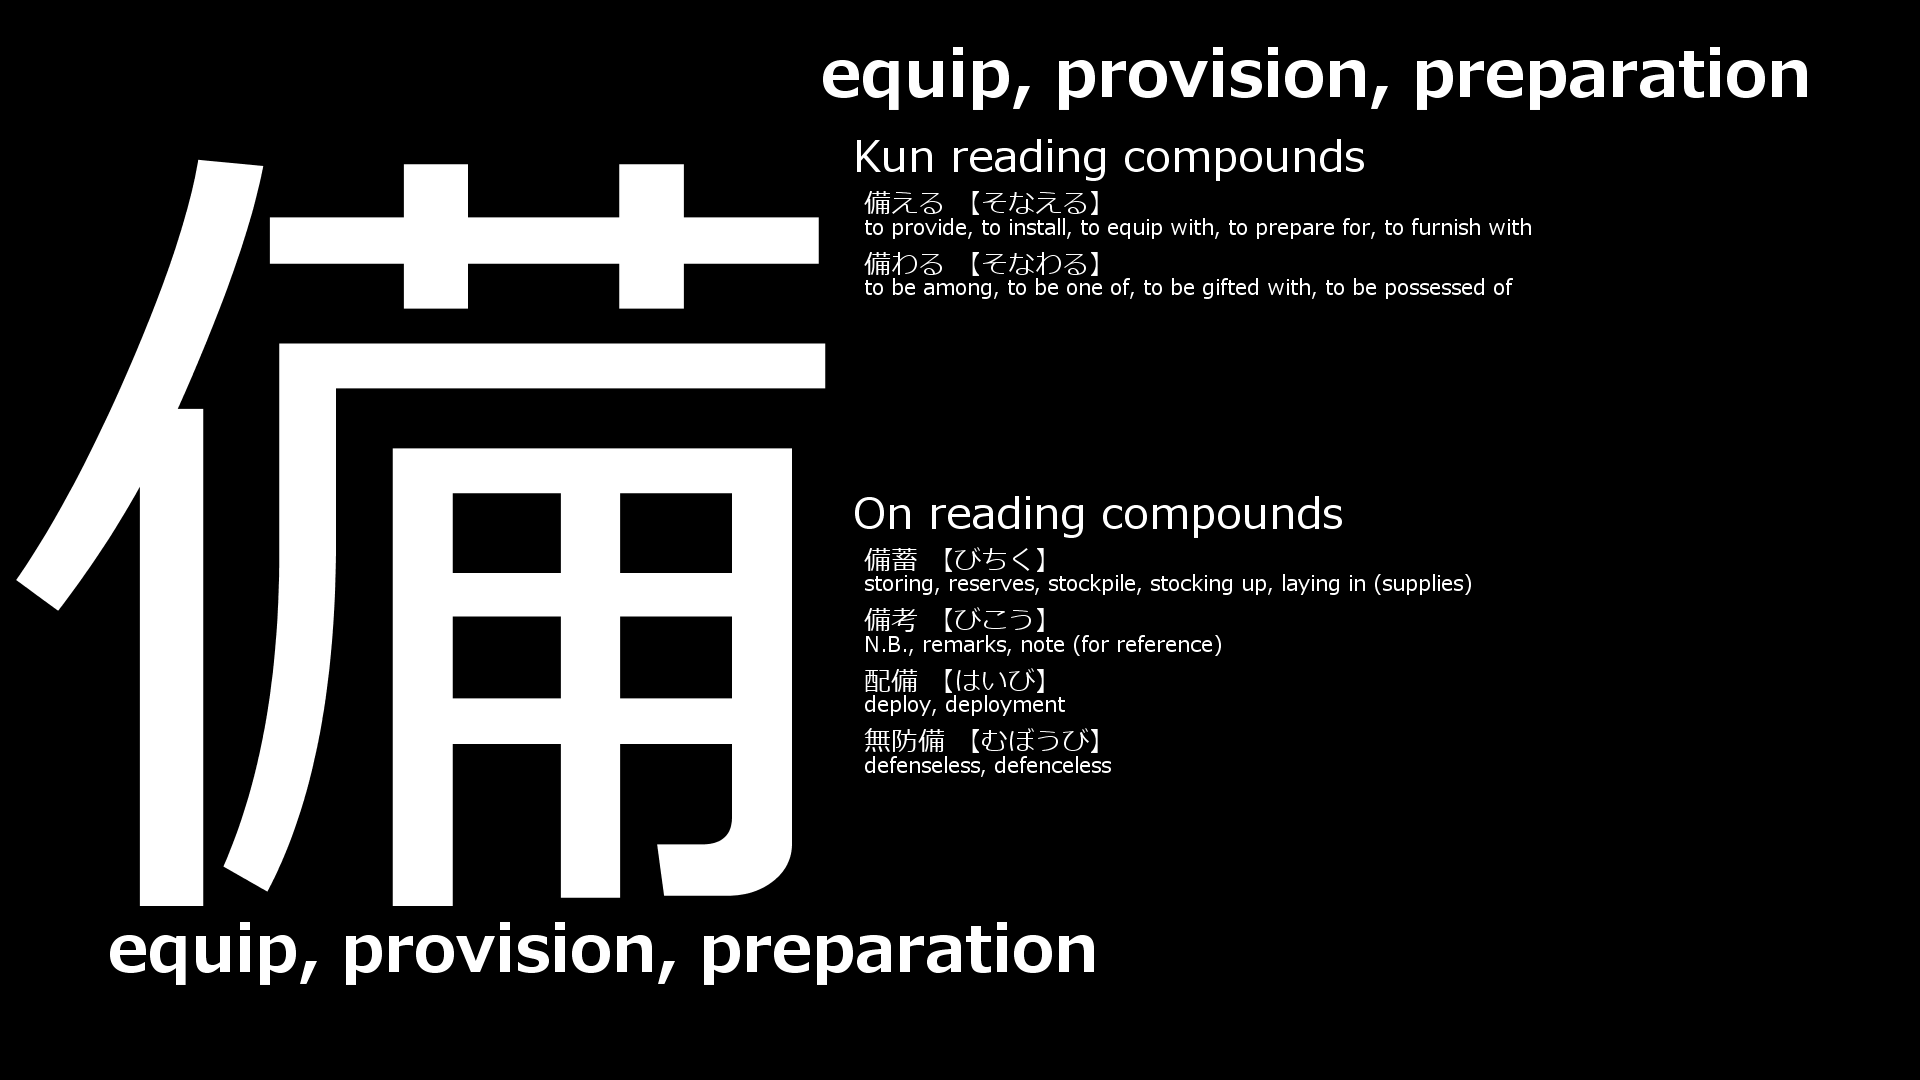 equip, provision, preparation
備
Kun reading compounds
備える 【そなえる】
to provide, to install, to equip with, to prepare for, to furnish with
備わる 【そなわる】
to be among, to be one of, to be gifted with, to be possessed of
On reading compounds
備蓄 【びちく】
storing, reserves, stockpile, stocking up, laying in (supplies)
備考 【びこう】
N.B., remarks, note (for reference)
配備 【はいび】
deploy, deployment
無防備 【むぼうび】
defenseless, defenceless
equip, provision, preparation